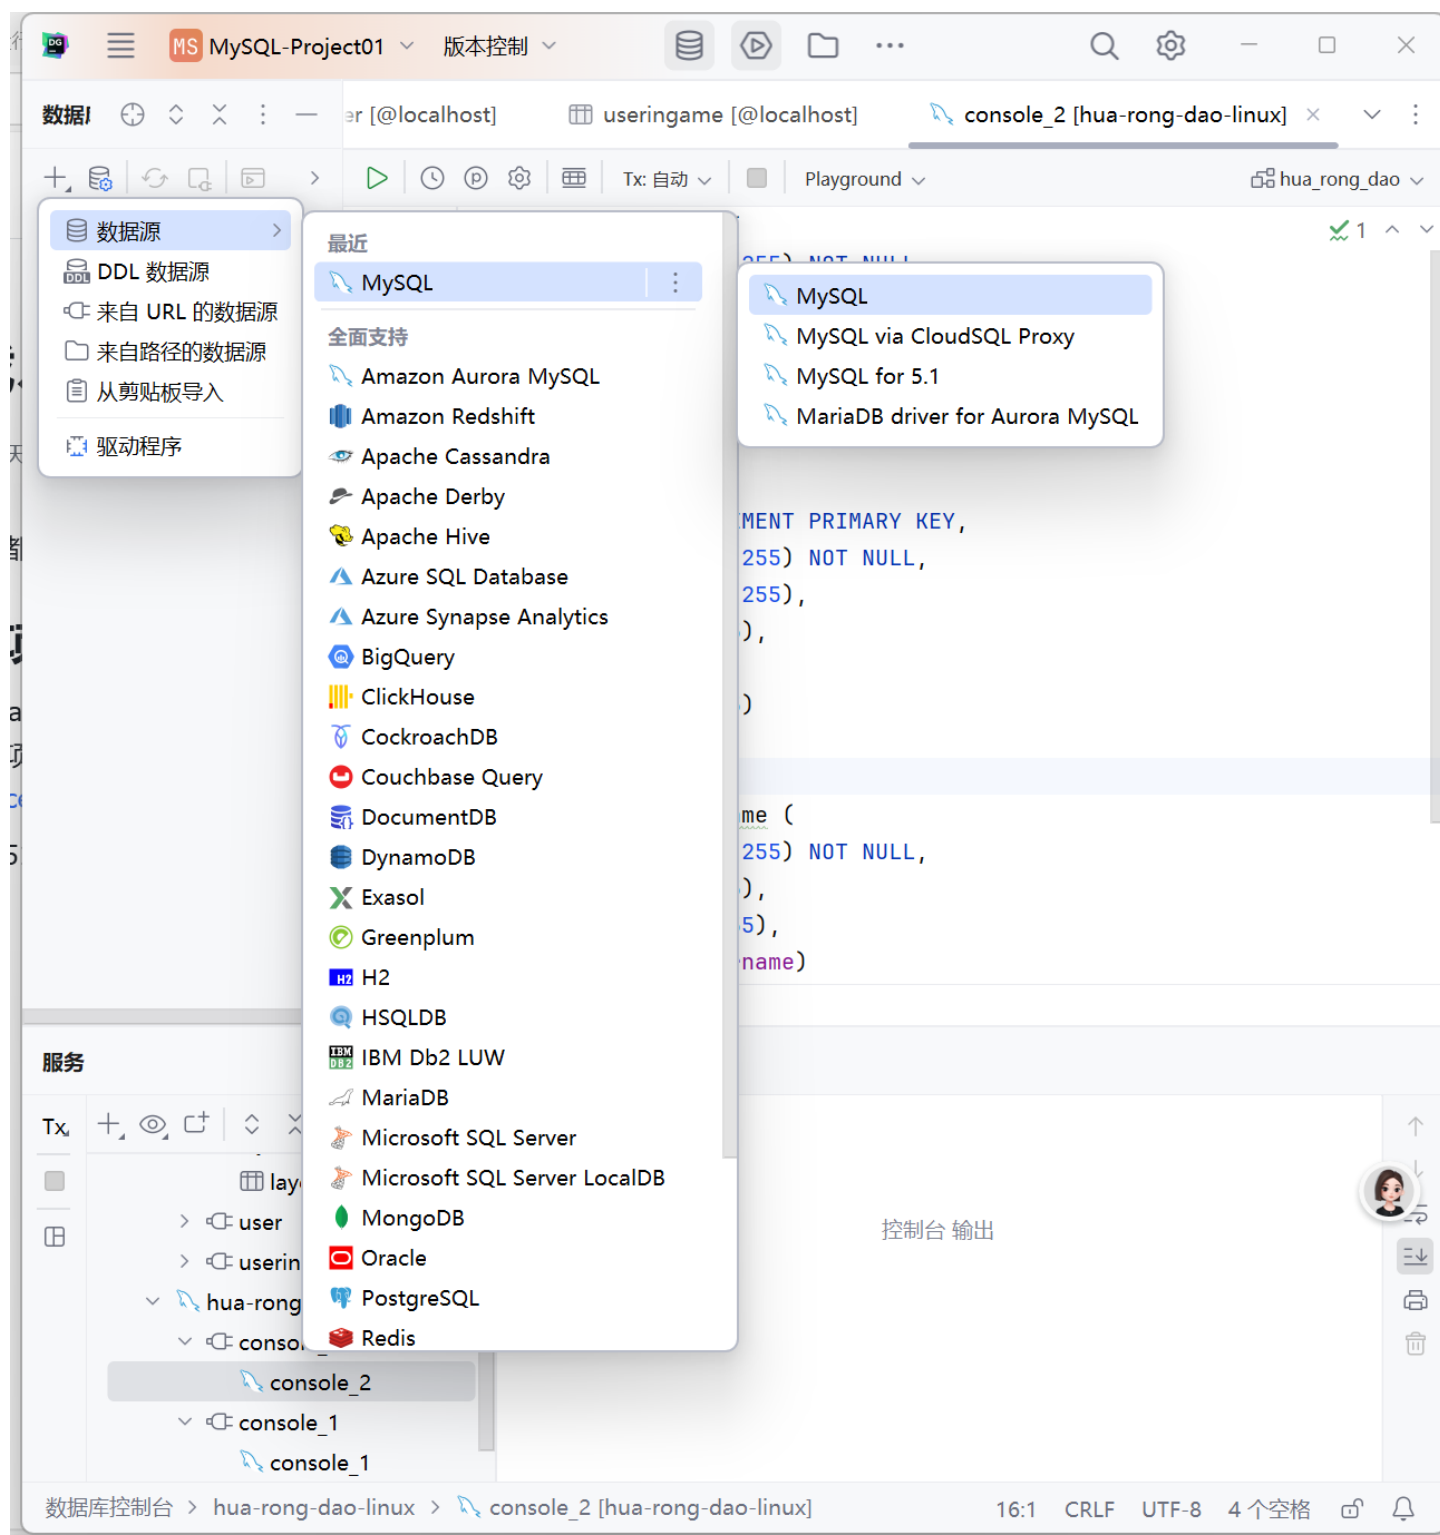 MS MySQL-Project01 版本控制
数据库
er [@localhost] useringame [@localhost] console_2 [hua-rong-dao-linux]
Tx: 自动 Playground hua_rong_dao
1
数据源
DDL 数据源
来自 URL 的数据源
来自路径的数据源
从剪贴板导入
驱动程序
最近
MySQL
全面支持
Amazon Aurora MySQL
Amazon Redshift
Apache Cassandra
Apache Derby
Apache Hive
Azure SQL Database
Azure Synapse Analytics
BigQuery
ClickHouse
CockroachDB
Couchbase Query
DocumentDB
DynamoDB
Exasol
Greenplum
H2
HSQLDB
IBM Db2 LUW
MariaDB
Microsoft SQL Server
Microsoft SQL Server LocalDB
MongoDB
Oracle
PostgreSQL
Redis
MySQL
MySQL via CloudSQL Proxy
MySQL for 5.1
MariaDB driver for Aurora MySQL
255) NOT NULL,
MENT PRIMARY KEY,
255) NOT NULL,
255),
),
)
me (
255) NOT NULL,
),
5),
name)
服务
Tx
lay
user
userin
hua-rong
conso
console_2
console_1
console_1
控制台 输出
数据库控制台 > hua-rong-dao-linux > console_2 [hua-rong-dao-linux] 16:1 CRLF UTF-8 4 个空格